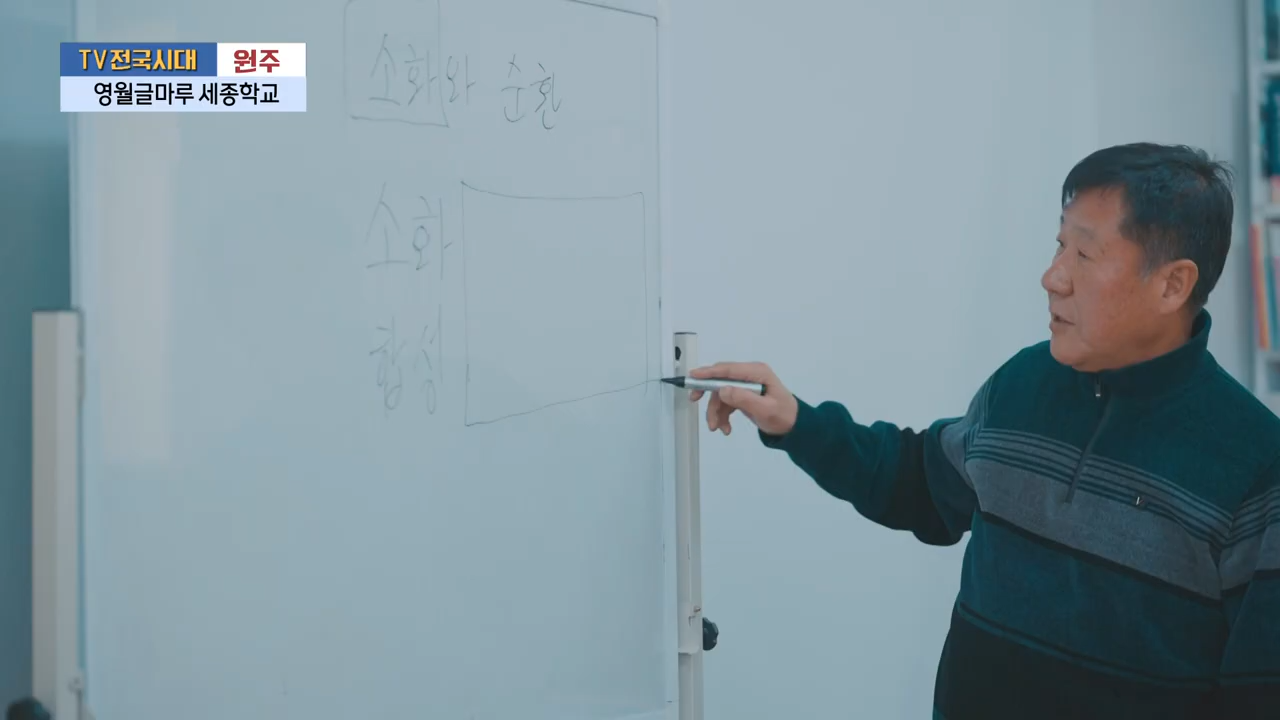 TV전국시대 원주
영월글마루 세종학교
소화와 순환
소화
합성